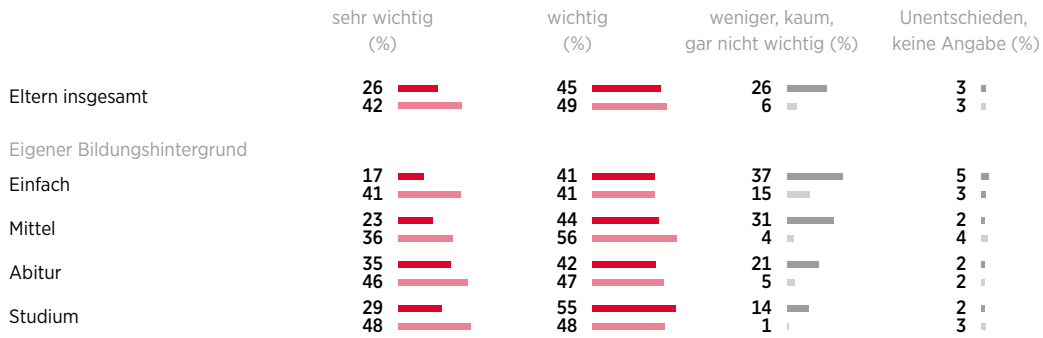 sehr wichtig (%)
wichtig (%)
weniger, kaum, gar nicht wichtig (%)
Unentschieden, keine Angabe (%)
Eltern insgesamt
26 45 26 3
42 49 6 3
Eigener Bildungshintergrund
Einfach
17 41 37 5
41 41 15 3
Mittel
23 44 31 2
36 56 4 4
Abitur
35 42 21 2
46 47 5 2
Studium
29 55 14 2
48 48 1 3